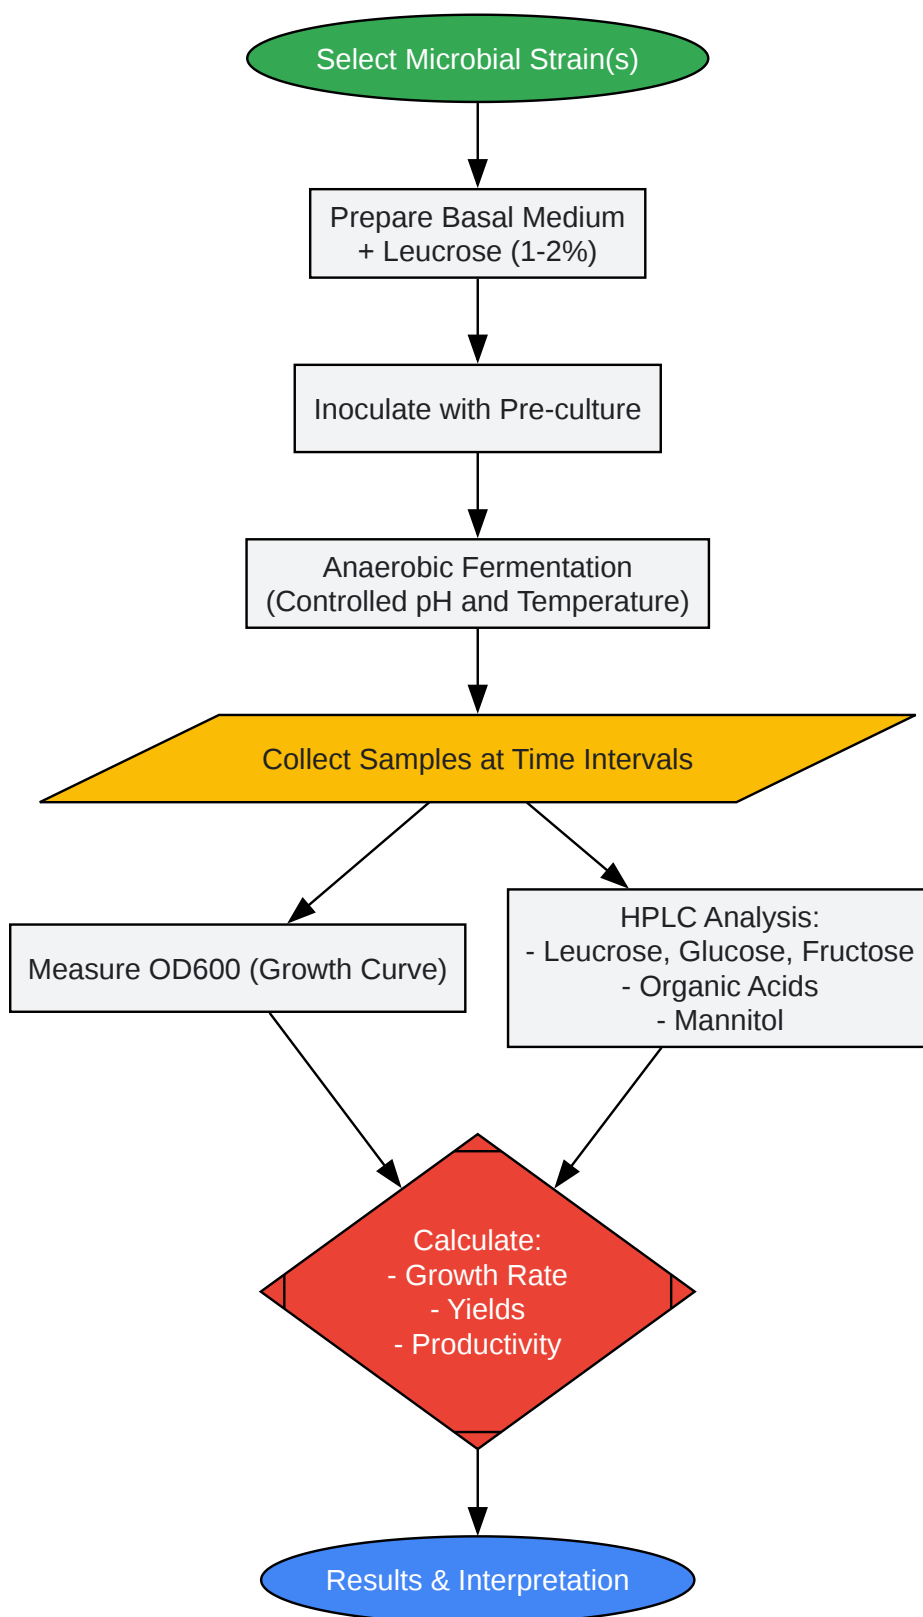 Select Microbial Strain(s)
Prepare Basal Medium
+ Leucrose (1-2%)
Inoculate with Pre-culture
Anaerobic Fermentation
(Controlled pH and Temperature)
Collect Samples at Time Intervals
Measure OD600 (Growth Curve)
HPLC Analysis:
- Leucrose, Glucose, Fructose
- Organic Acids
- Mannitol
Calculate:
- Growth Rate
- Yields
- Productivity
Results & Interpretation